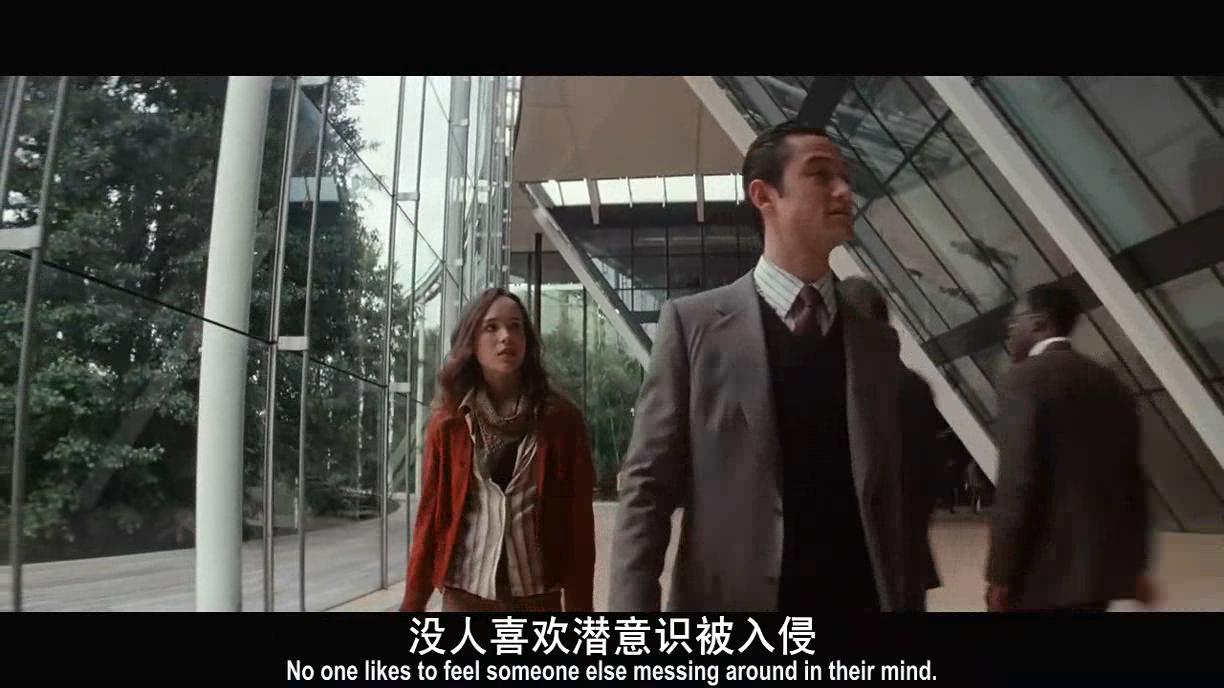 没人喜欢潜意识被入侵
No one likes to feel someone else messing around in their mind.